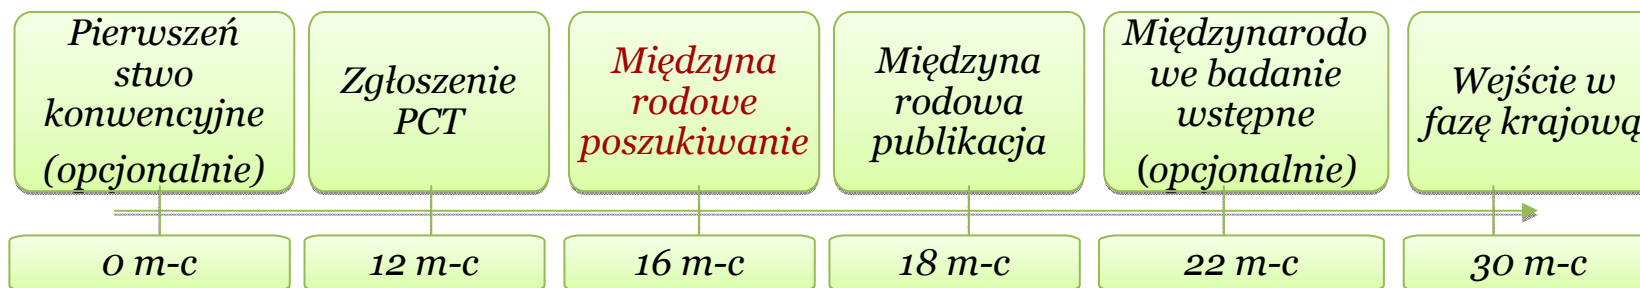 Pierwszeń
stwo
konwencyjne
(opcjonalnie)
Zgłoszenie
PCT
Międzyna
rodowe
poszukiwanie
Międzyna
rodowa
publikacja
Międzynarodo
we badanie
wstępne
(opcjonalnie)
Wejście w
fazę krajową
0 m-c
12 m-c
16 m-c
18 m-c
22 m-c
30 m-c